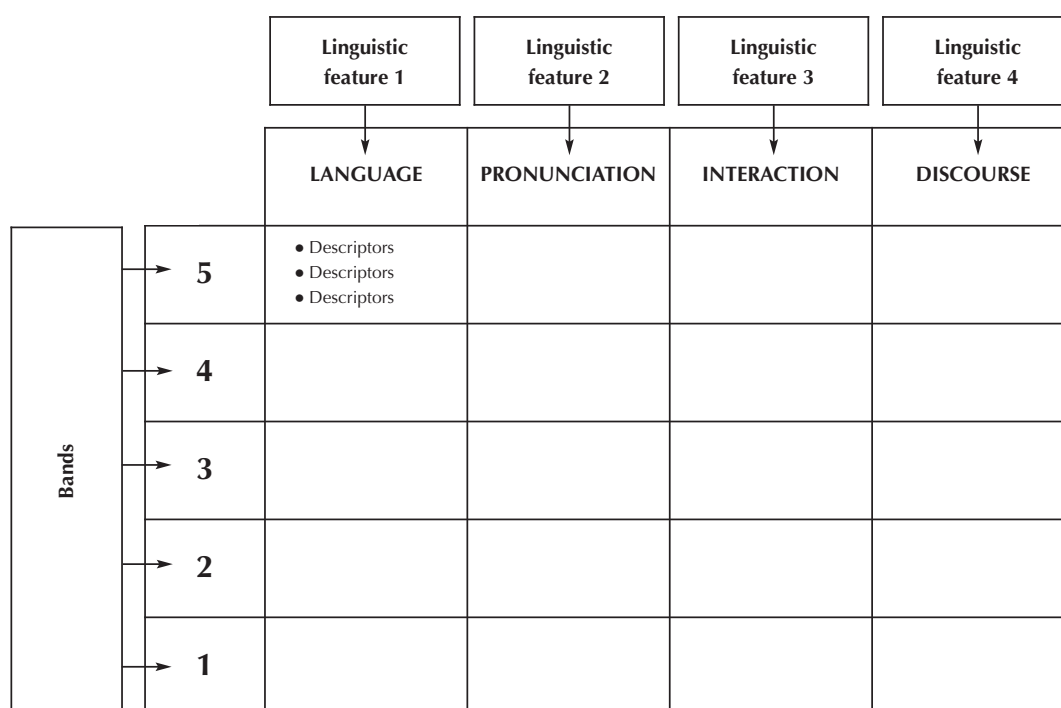 Linguistic
feature 1
Linguistic
feature 2
Linguistic
feature 3
Linguistic
feature 4
LANGUAGE
PRONUNCIATION
INTERACTION
DISCOURSE
Bands
5
● Descriptors
● Descriptors
● Descriptors
4
3
2
1